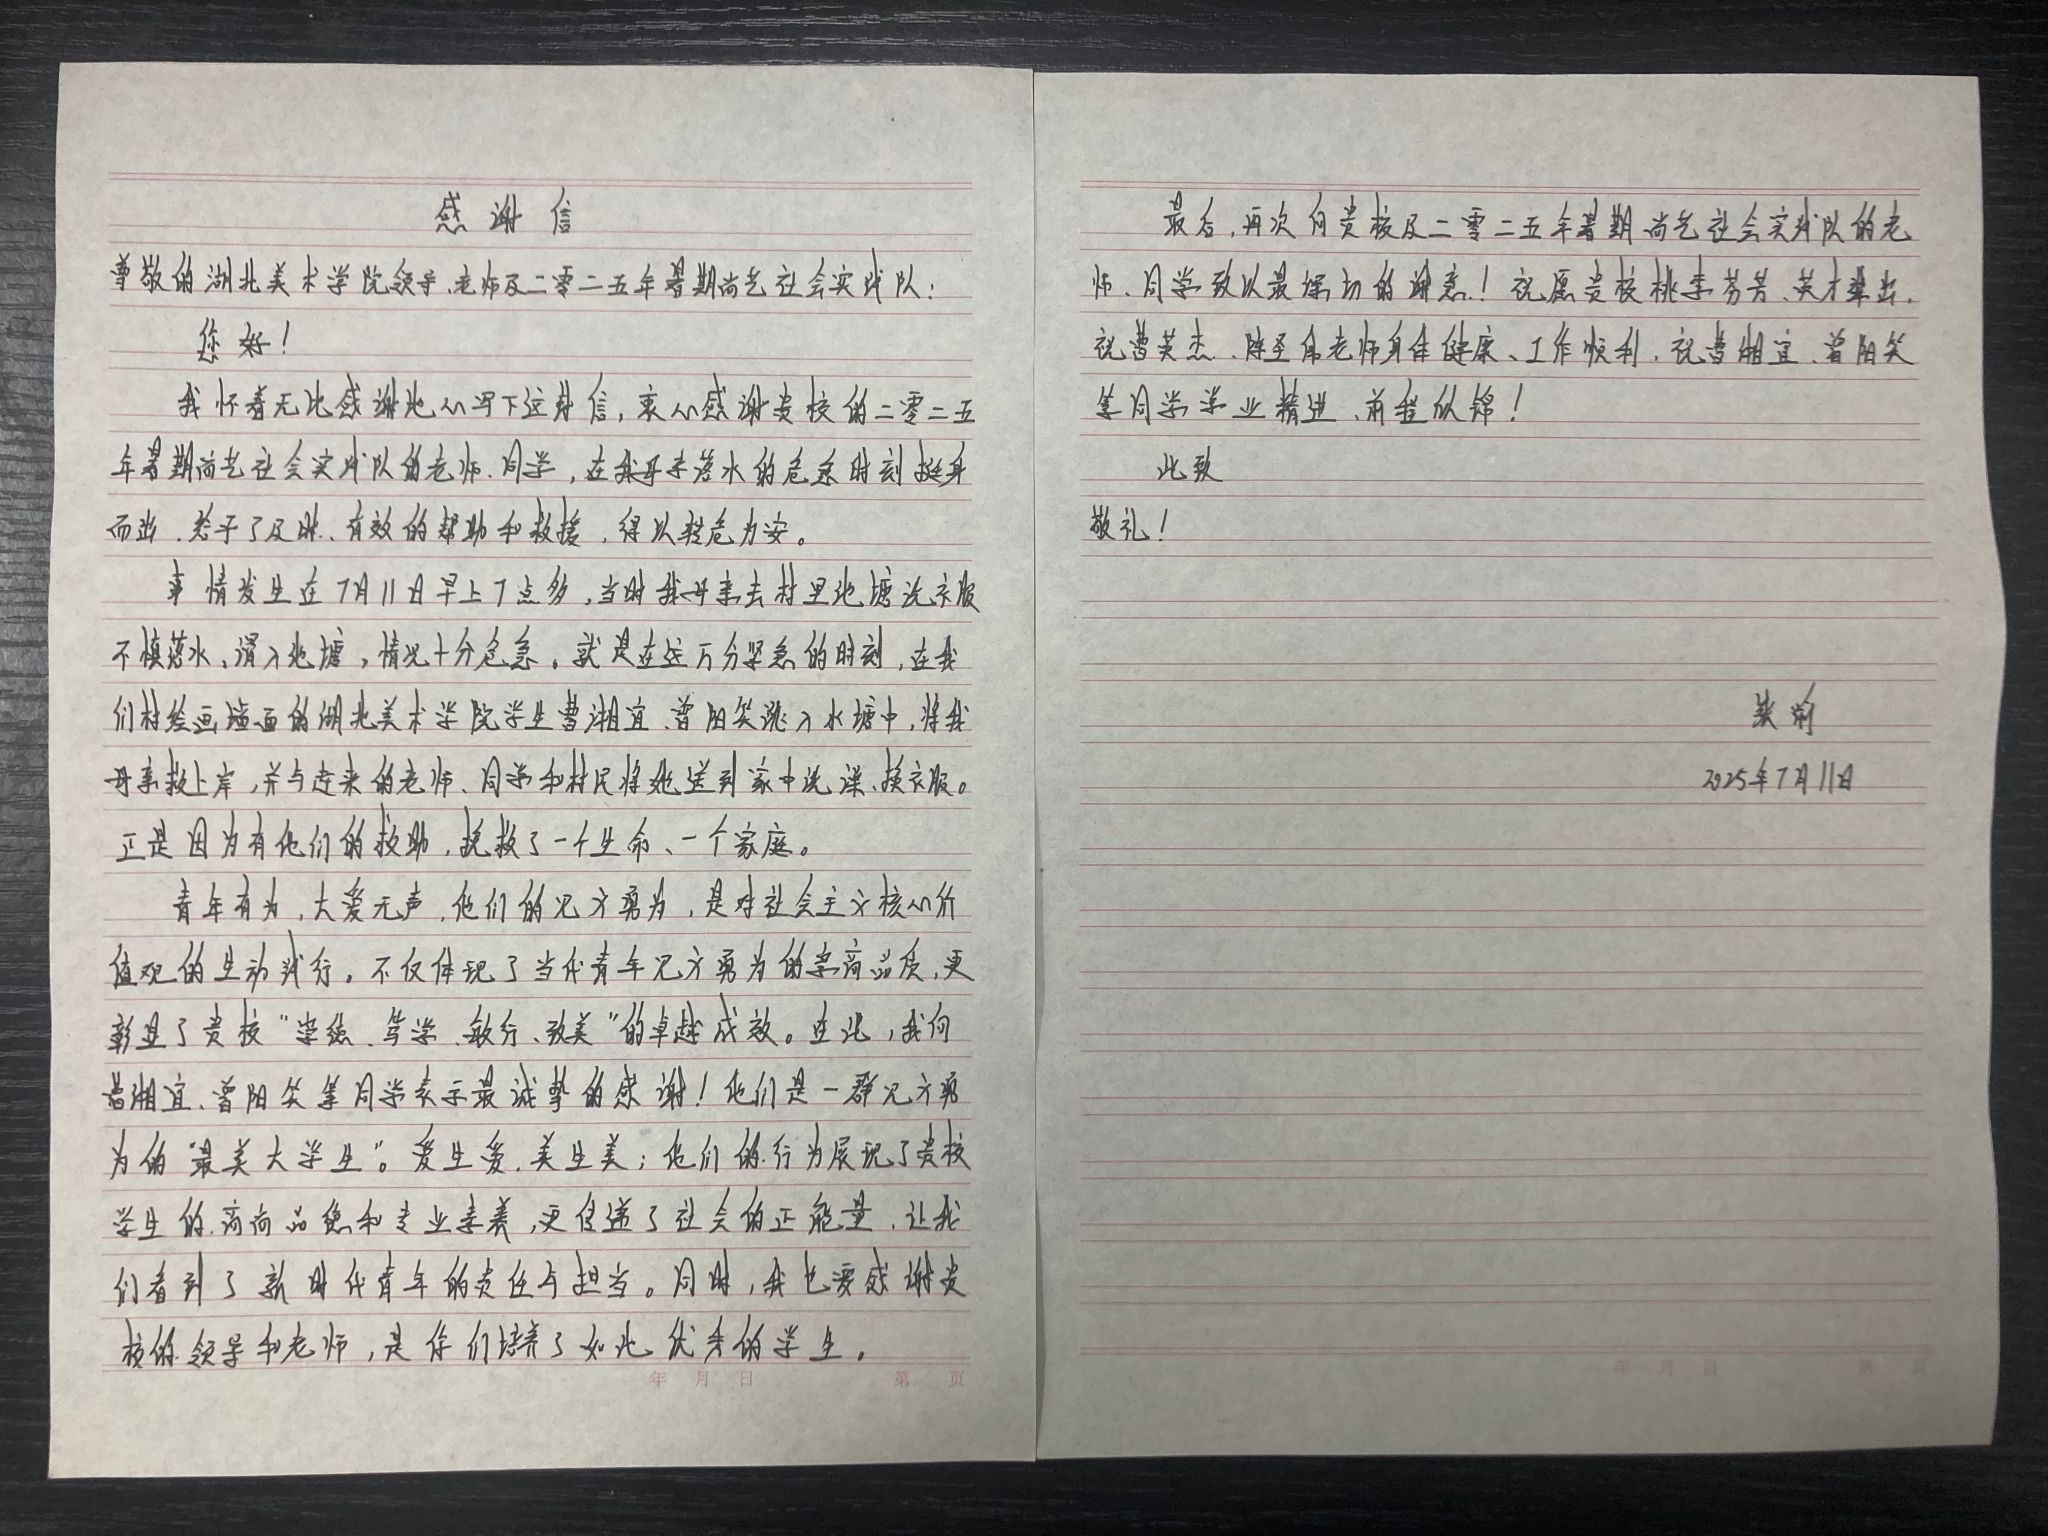 感谢信
尊敬的湖北美术学院领导、老师及二零二五年暑期尚艺社会实践队：
您好！
我怀着无比感谢地心写下这封信，衷心感谢贵校的二零二五
年暑期尚艺社会实践队的老师、同学，在我母亲落水的危急时刻挺身
而出、给予了及时、有效的帮助和救援，得以转危为安。
事情发生在7月11日早上7点多，当时我母亲去村里池塘洗衣服
不慎落水、滑入池塘，情况十分危急。就是在这万分紧急的时刻，在我
们村绘画墙面的湖北美术学院学生曹湘宜、曾阳笑跳入水塘中，将我
母亲救上岸，并与赶来的老师、同学和村民将她送到家中洗澡、换衣服。
正是因为有他们的救助，挽救了一个生命、一个家庭。
青年有为，大爱无声，他们的见义勇为，是对社会主义核心价
值观的生动践行。不仅体现了当代青年见义勇为的崇高品质，更
彰显了贵校“崇德、笃学、敏行、致美”的卓越成效。在此，我向
曹湘宜、曾阳笑等同学表示最诚挚的感谢！他们是一群见义勇
为的“最美大学生”。爱生爱，美生美；他们的行为展现了贵校
学生的高尚品德和专业素养，更传递了社会的正能量，让我
们看到了新时代青年的责任与担当。同时，我也要感谢贵
校的领导和老师，是你们培养了如此优秀的学生。
年 月 日 第 页
最后，再次向贵校及二零二五年暑期尚艺社会实践队的老
师、同学致以最深切的谢意！祝愿贵校桃李芬芳、英才辈出，
祝曹英杰、陈圣伟老师身体健康、工作顺利，祝曹湘宜、曾阳笑
等同学学业精进、前程似锦！
此致
敬礼！
2025年7月11日